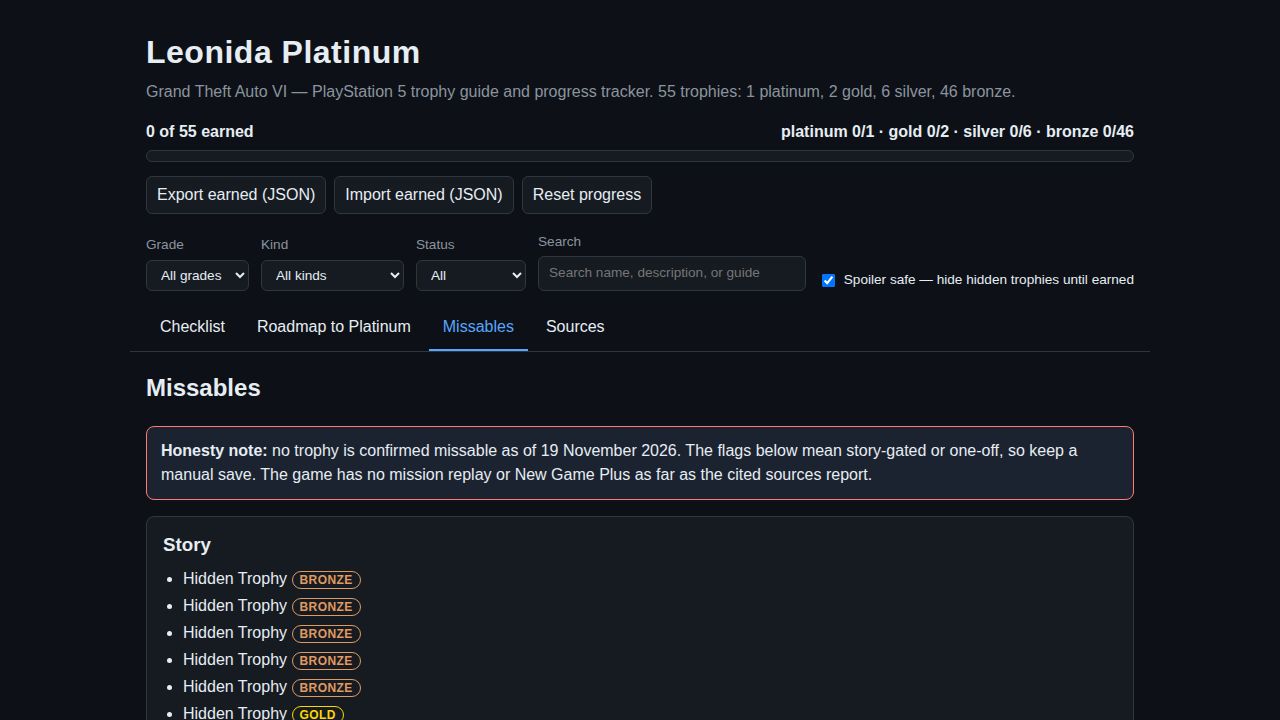 Leonida Platinum
Grand Theft Auto VI — PlayStation 5 trophy guide and progress tracker. 55 trophies: 1 platinum, 2 gold, 6 silver, 46 bronze.
0 of 55 earned
platinum 0/1 · gold 0/2 · silver 0/6 · bronze 0/46
Export earned (JSON)
Import earned (JSON)
Reset progress
Grade
Kind
Status
Search
All grades
All kinds
All
Search name, description, or guide
Spoiler safe — hide hidden trophies until earned
Checklist
Roadmap to Platinum
Missables
Sources
Missables
Honesty note: no trophy is confirmed missable as of 19 November 2026. The flags below mean story-gated or one-off, so keep a
manual save. The game has no mission replay or New Game Plus as far as the cited sources report.
Story
Hidden Trophy BRONZE
Hidden Trophy BRONZE
Hidden Trophy BRONZE
Hidden Trophy BRONZE
Hidden Trophy BRONZE
Hidden Trophy GOLD